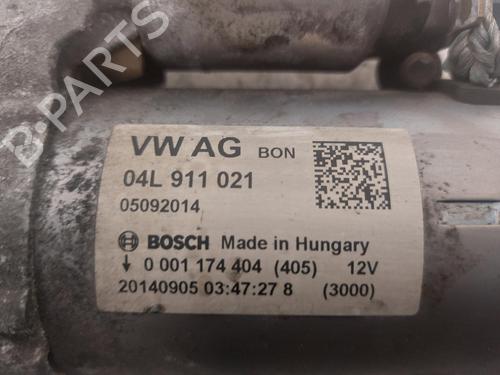 VW AG BON
04L 911 021
05092014
BOSCH Made in Hungary
↓ 0 001 174 404 (405) 12V
20140905 03:47:27 8 (3000)
B-PARTS